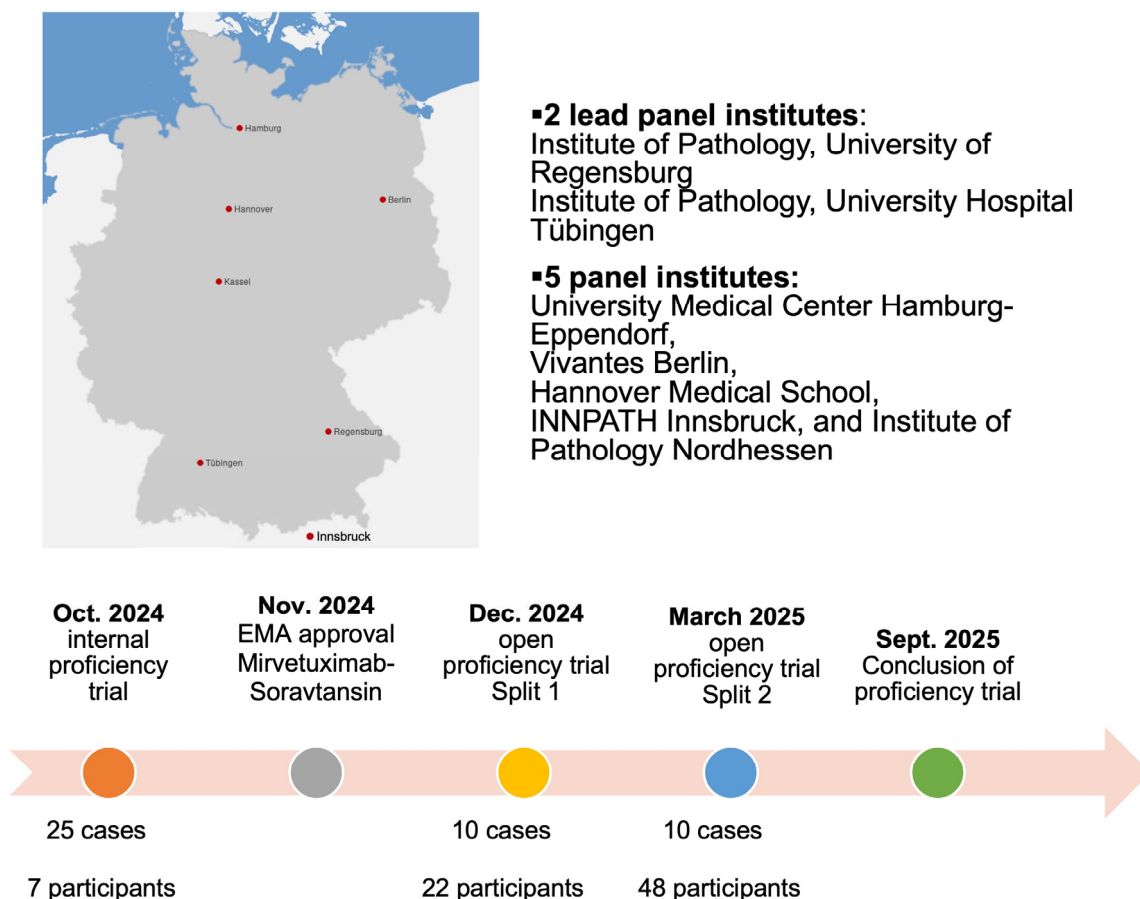 Hamburg
Berlin
Hannover
Kassel
Regensburg
Tübingen
Innsbruck
▪2 lead panel institutes:
Institute of Pathology, University of
Regensburg
Institute of Pathology, University Hospital
Tübingen
▪5 panel institutes:
University Medical Center Hamburg-
Eppendorf,
Vivantes Berlin,
Hannover Medical School,
INNPATH Innsbruck, and Institute of
Pathology Nordhessen
Oct. 2024
internal
proficiency
trial
Nov. 2024
EMA approval
Mirvetuximab-
Soravtansin
Dec. 2024
open
proficiency trial
Split 1
March 2025
open
proficiency trial
Split 2
Sept. 2025
Conclusion of
proficiency trial
25 cases
10 cases
10 cases
7 participants
22 participants
48 participants